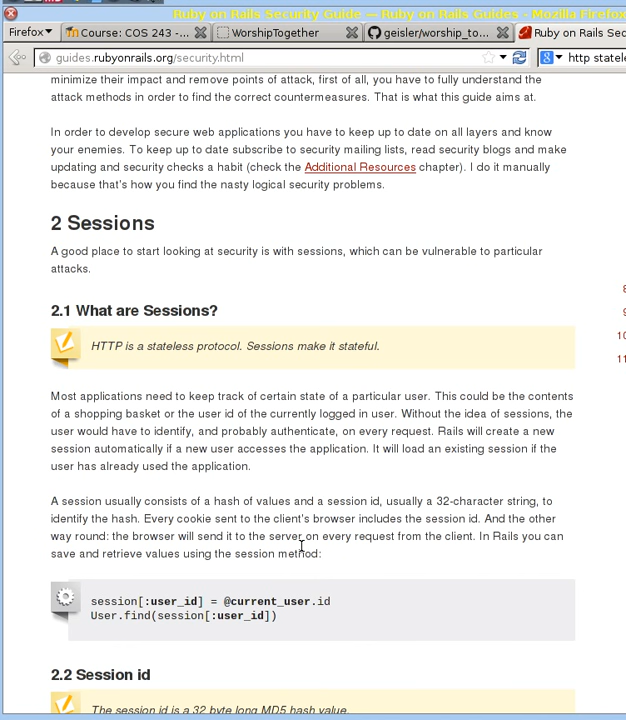 Ruby on Rails Security Guide — Ruby on Rails Guides - Mozilla Firefox
Firefox
Course: COS 243 -...
WorshipTogether
geisler/worship_to...
Ruby on Rails Sec
guides.rubyonrails.org/security.html
http statele
minimize their impact and remove points of attack, first of all, you have to fully understand the
attack methods in order to find the correct countermeasures. That is what this guide aims at.
In order to develop secure web applications you have to keep up to date on all layers and know
your enemies. To keep up to date subscribe to security mailing lists, read security blogs and make
updating and security checks a habit (check the Additional Resources chapter). I do it manually
because that's how you find the nasty logical security problems.
2 Sessions
A good place to start looking at security is with sessions, which can be vulnerable to particular
attacks.
2.1 What are Sessions?
HTTP is a stateless protocol. Sessions make it stateful.
Most applications need to keep track of certain state of a particular user. This could be the contents
of a shopping basket or the user id of the currently logged in user. Without the idea of sessions, the
user would have to identify, and probably authenticate, on every request. Rails will create a new
session automatically if a new user accesses the application. It will load an existing session if the
user has already used the application.
A session usually consists of a hash of values and a session id, usually a 32-character string, to
identify the hash. Every cookie sent to the client's browser includes the session id. And the other
way round: the browser will send it to the server on every request from the client. In Rails you can
save and retrieve values using the session method:
session[:user_id] = @current_user.id
User.find(session[:user_id])
2.2 Session id
The session id is a 32 byte long MD5 hash value.
8
9
10
11